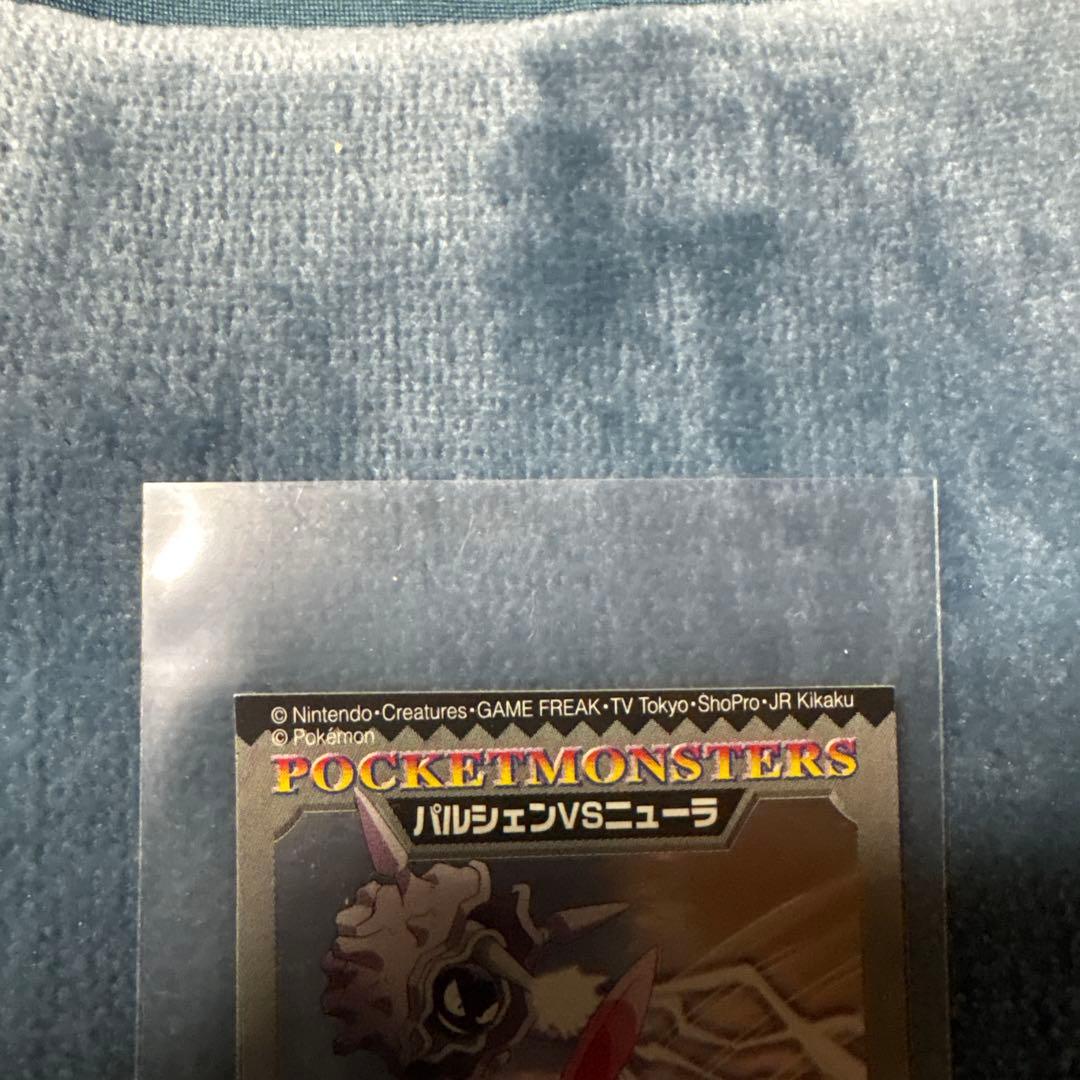 © Nintendo・Creatures・GAME FREAK・TV Tokyo・ShoPro・JR Kikaku
© Pokémon
POCKETMONSTERS
パルシェンVSニューラ